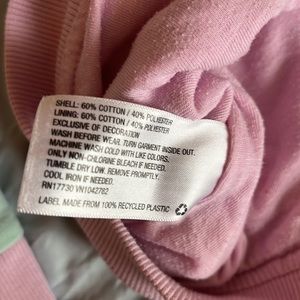 SHELL: 60% COTTON / 40% POLYESTER
LINING: 60% COTTON / 40% POLYESTER
EXCLUSIVE OF DECORATION
WASH BEFORE WEAR. TURN GARMENT INSIDE OUT.
MACHINE WASH COLD WITH LIKE COLORS.
ONLY NON-CHLORINE BLEACH IF NEEDED.
TUMBLE DRY LOW. REMOVE PROMPTLY.
COOL IRON IF NEEDED.
RN17730 VN1042782
LABEL MADE FROM 100% RECYCLED PLASTIC